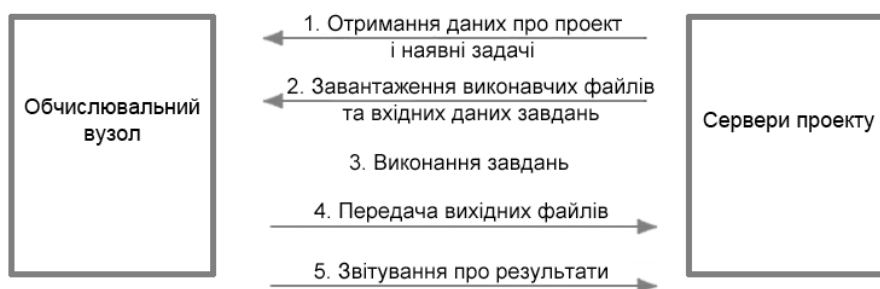 Обчислювальний
вузол
1. Отримання даних про проект
і наявні задачі
2. Завантаження виконавчих файлів
та вхідних даних завдань
3. Виконання завдань
4. Передача вихідних файлів
5. Звітування про результати
Сервери проекту